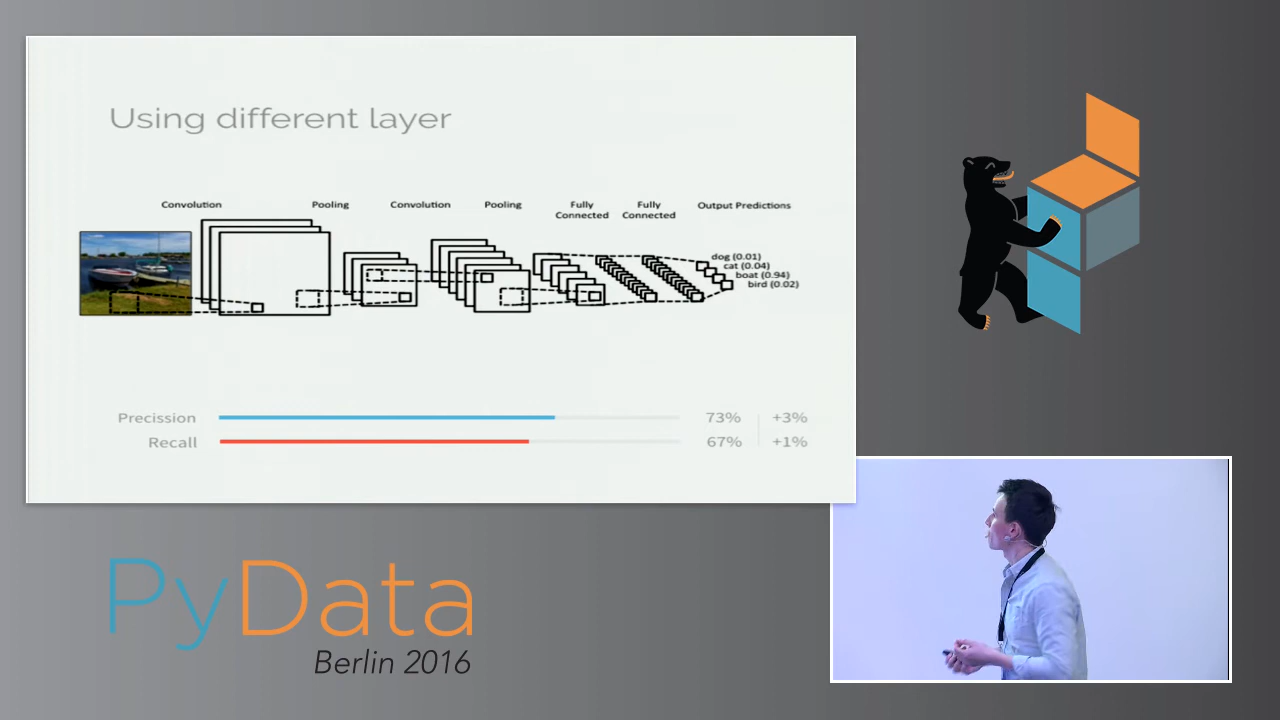 Using different layer
Convolution Pooling Convolution Pooling Fully Connected Fully Connected Output Predictions
dog (0.01)
cat (0.04)
boat (0.94)
bird (0.02)
Precission 73% +3%
Recall 67% +1%
PyData
Berlin 2016